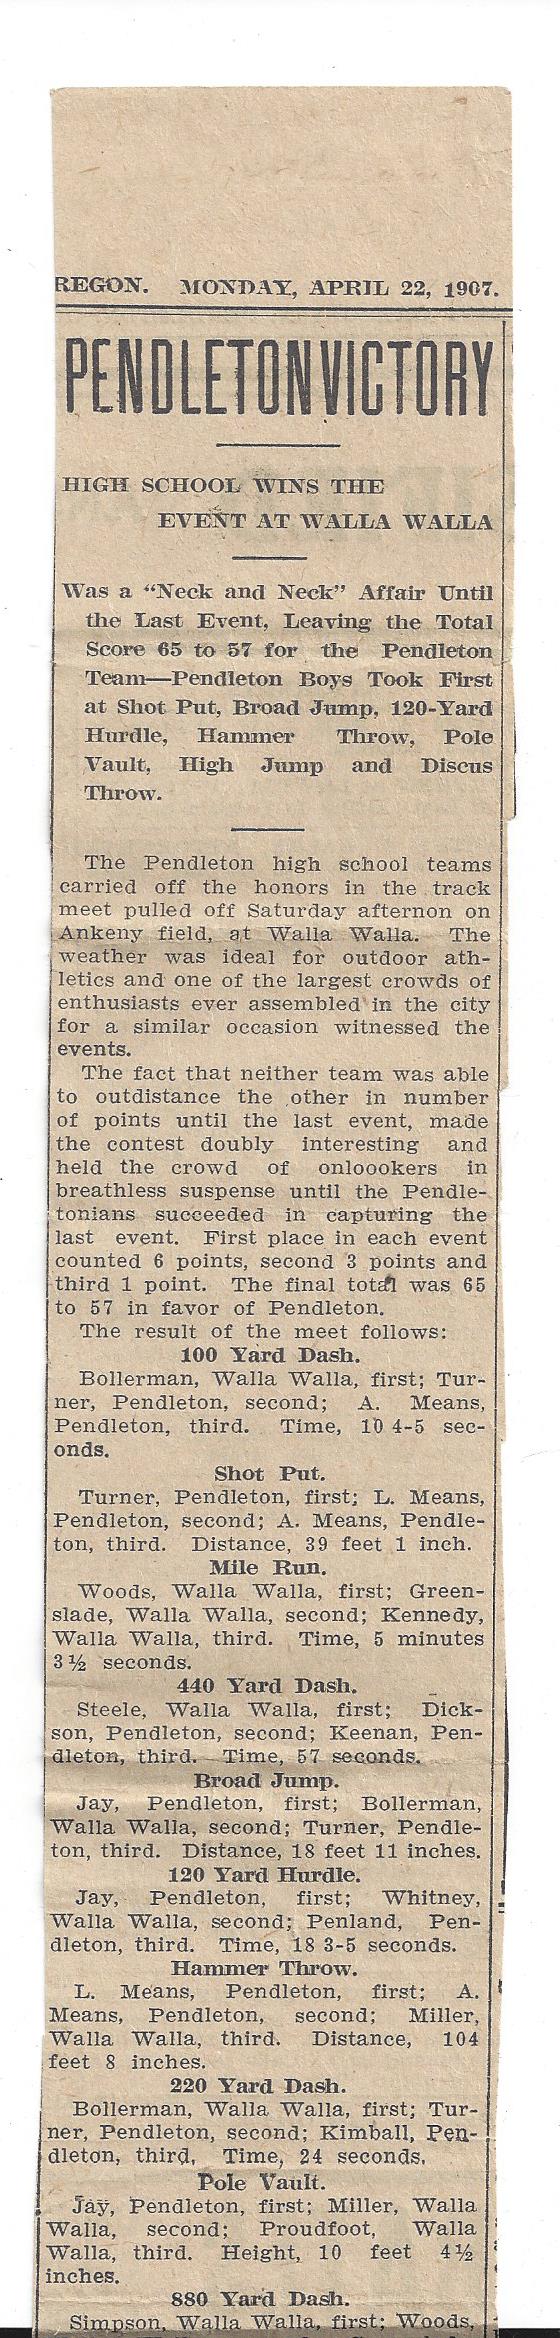 REGON. MONDAY, APRIL 22, 1907.
PENDLETON VICTORY
HIGH SCHOOL WINS THE
EVENT AT WALLA WALLA
Was a "Neck and Neck" Affair Until
the Last Event, Leaving the Total
Score 65 to 57 for the Pendleton
Team—Pendleton Boys Took First
at Shot Put, Broad Jump, 120-Yard
Hurdle, Hammer Throw, Pole
Vault, High Jump and Discus
Throw.
The Pendleton high school teams
carried off the honors in the track
meet pulled off Saturday afternoon on
Ankeny field, at Walla Walla. The
weather was ideal for outdoor ath-
letics and one of the largest crowds of
enthusiasts ever assembled in the city
for a similar occasion witnessed the
events.
The fact that neither team was able
to outdistance the other in number
of points until the last event, made
the contest doubly interesting and
held the crowd of onloookers in
breathless suspense until the Pendle-
tonians succeeded in capturing the
last event. First place in each event
counted 6 points, second 3 points and
third 1 point. The final total was 65
to 57 in favor of Pendleton.
The result of the meet follows:
100 Yard Dash.
Bollerman, Walla Walla, first; Tur-
ner, Pendleton, second; A. Means,
Pendleton, third. Time, 10 4-5 sec-
onds.
Shot Put.
Turner, Pendleton, first; L. Means,
Pendleton, second; A. Means, Pendle-
ton, third. Distance, 39 feet 1 inch.
Mile Run.
Woods, Walla Walla, first; Green-
slade, Walla Walla, second; Kennedy,
Walla Walla, third. Time, 5 minutes
3½ seconds.
440 Yard Dash.
Steele, Walla Walla, first; Dick-
son, Pendleton, second; Keenan, Pen-
dleton, third. Time, 57 seconds.
Broad Jump.
Jay, Pendleton, first; Bollerman,
Walla Walla, second; Turner, Pendle-
ton, third. Distance, 18 feet 11 inches.
120 Yard Hurdle.
Jay, Pendleton, first; Whitney,
Walla Walla, second; Penland, Pen-
dleton, third. Time, 18 3-5 seconds.
Hammer Throw.
L. Means, Pendleton, first; A.
Means, Pendleton, second; Miller,
Walla Walla, third. Distance, 104
feet 8 inches.
220 Yard Dash.
Bollerman, Walla Walla, first; Tur-
ner, Pendleton, second; Kimball, Pen-
dleton, third, Time, 24 seconds.
Pole Vault.
Jay, Pendleton, first; Miller, Walla
Walla, second; Proudfoot, Walla
Walla, third. Height, 10 feet 4½
inches.
880 Yard Dash.
Simpson, Walla Walla, first; Woods,